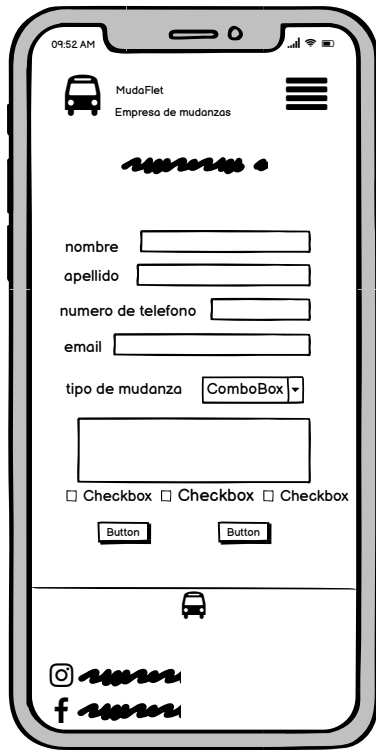 09:52 AM
MudaFlet
Empresa de mudanzas
nombre
apellido
numero de telefono
email
tipo de mudanza ComboBox
Checkbox Checkbox Checkbox
Button Button